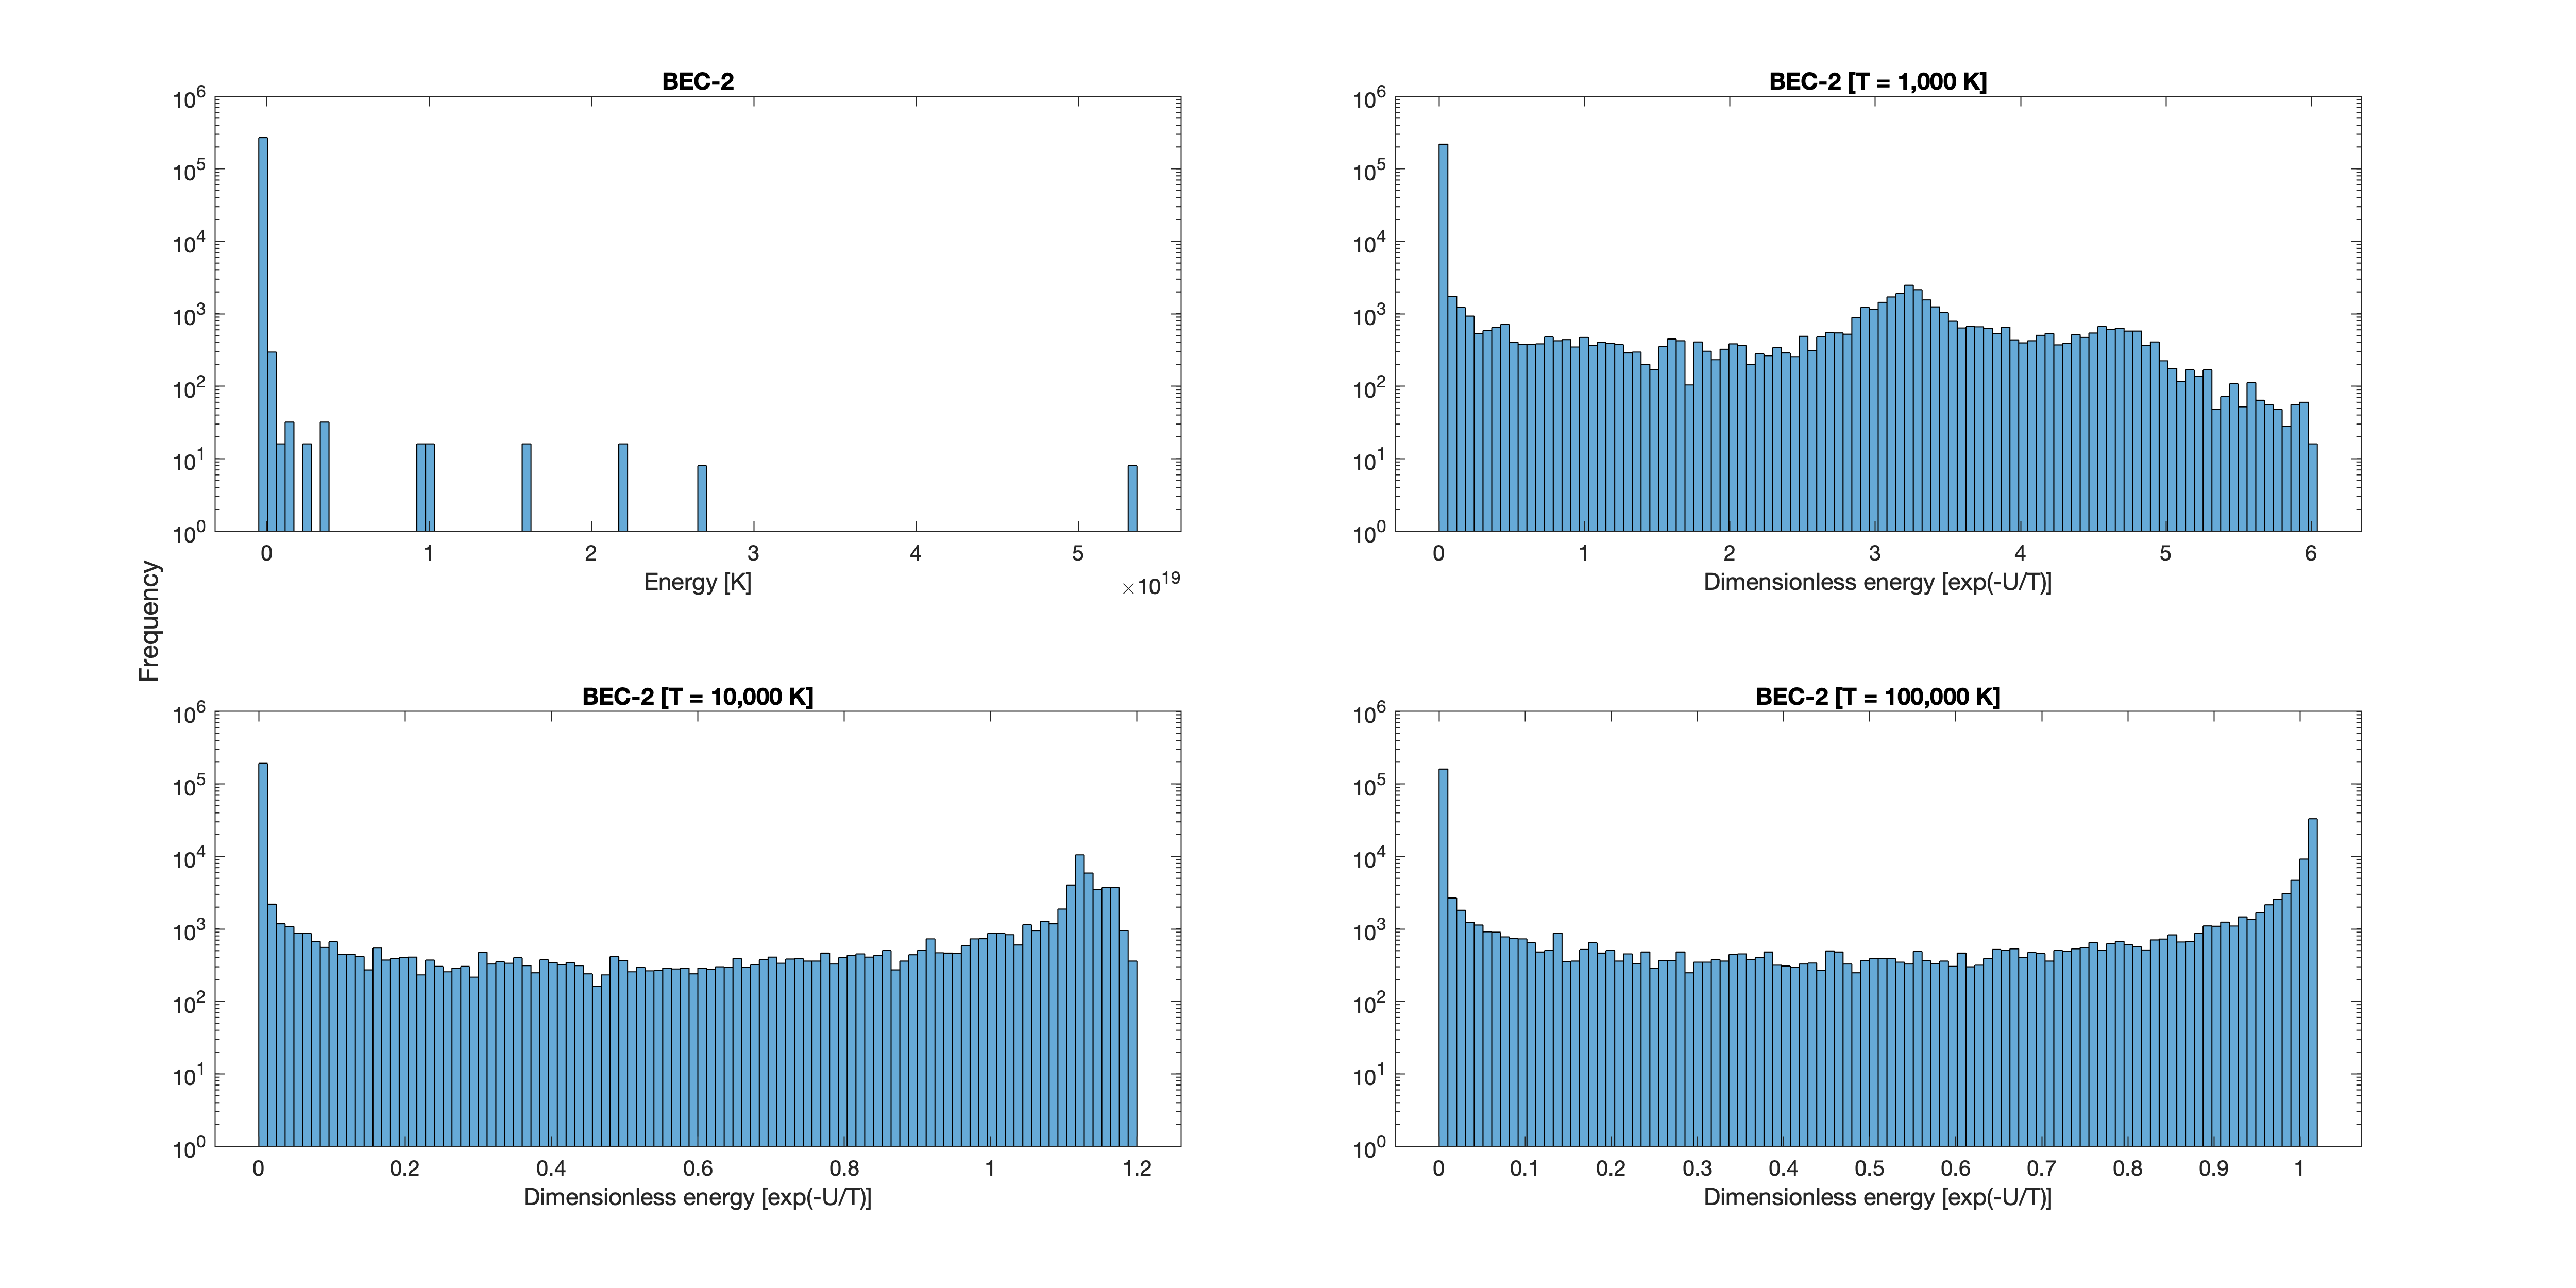 BEC-2
10^6
10^5
10^4
10^3
10^2
10^1
10^0
0 1 2 3 4 5
Energy [K]
×10^19
BEC-2 [T = 1,000 K]
10^6
10^5
10^4
10^3
10^2
10^1
10^0
0 1 2 3 4 5 6
Dimensionless energy [exp(-U/T)]
Frequency
BEC-2 [T = 10,000 K]
10^6
10^5
10^4
10^3
10^2
10^1
10^0
0 0.2 0.4 0.6 0.8 1 1.2
Dimensionless energy [exp(-U/T)]
BEC-2 [T = 100,000 K]
10^6
10^5
10^4
10^3
10^2
10^1
10^0
0 0.1 0.2 0.3 0.4 0.5 0.6 0.7 0.8 0.9 1
Dimensionless energy [exp(-U/T)]